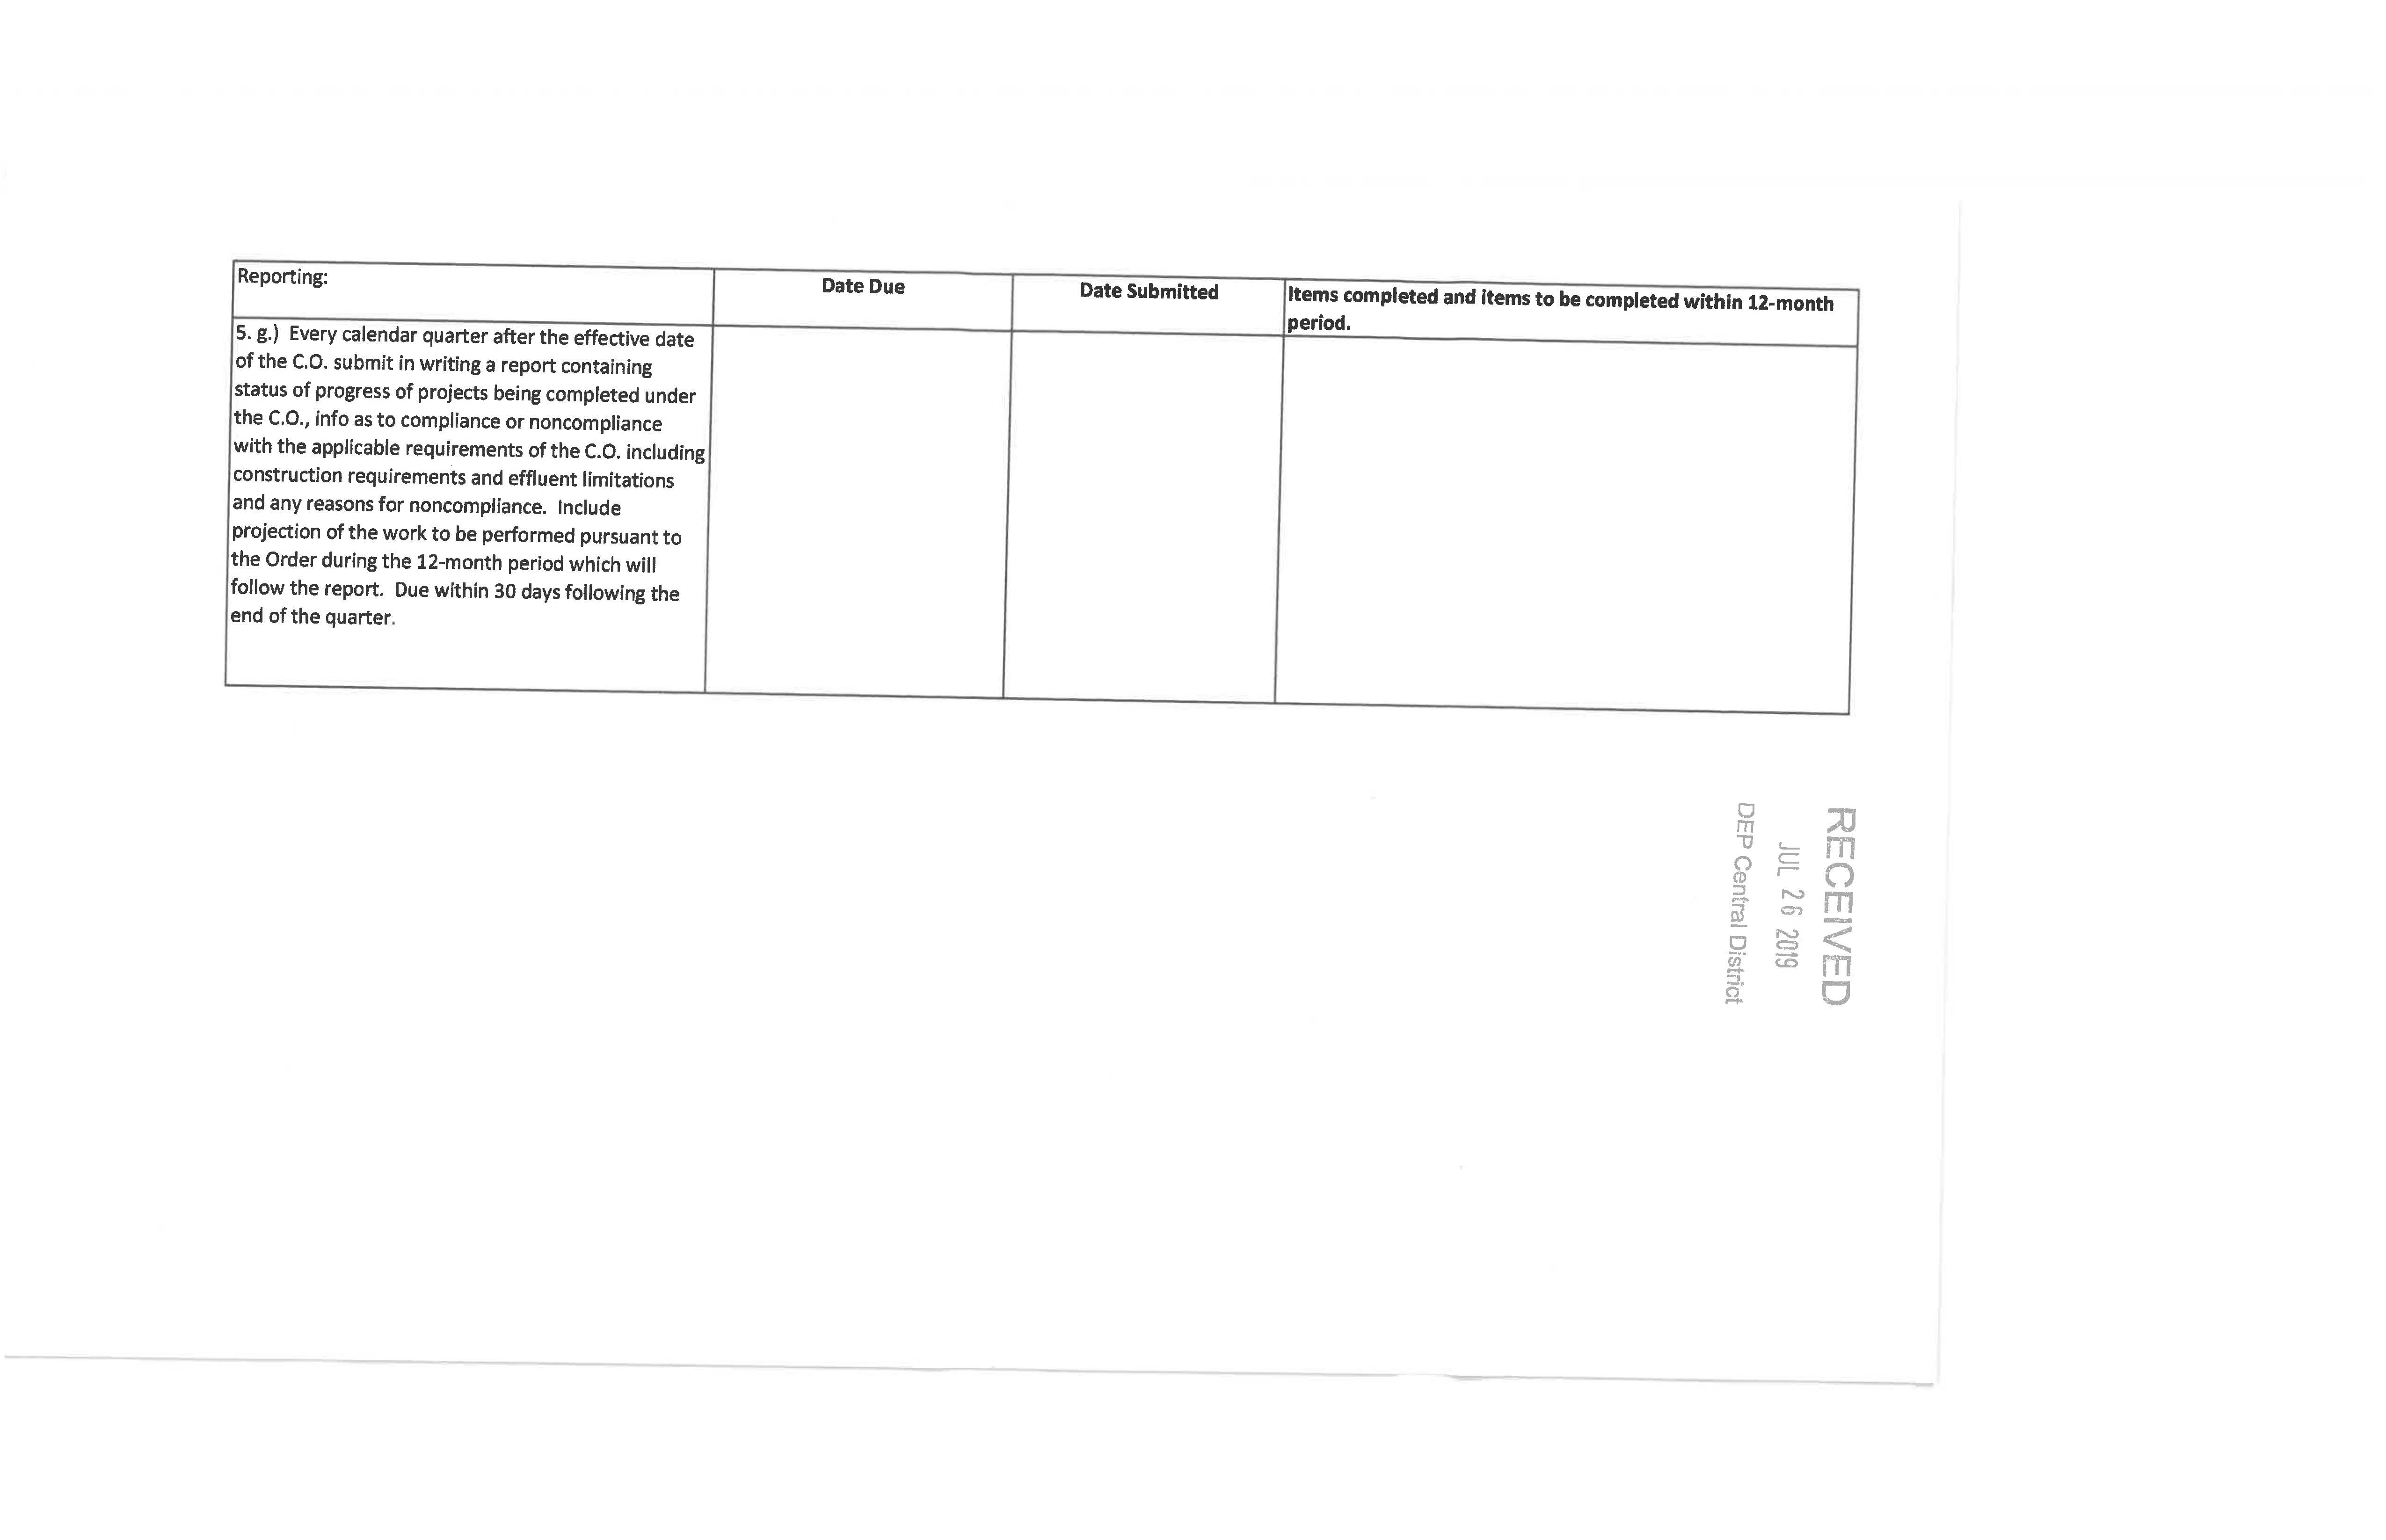 Reporting:
Date Due
Date Submitted
Items completed and items to be completed within 12-month
period.
5. g.)  Every calendar quarter after the effective date
of the C.O. submit in writing a report containing
status of progress of projects being completed under
the C.O., info as to compliance or noncompliance
with the applicable requirements of the C.O. including
construction requirements and effluent limitations
and any reasons for noncompliance.  Include
projection of the work to be performed pursuant to
the Order during the 12-month period which will
follow the report.  Due within 30 days following the
end of the quarter.
RECEIVED
JUL 26 2019
DEP Central District